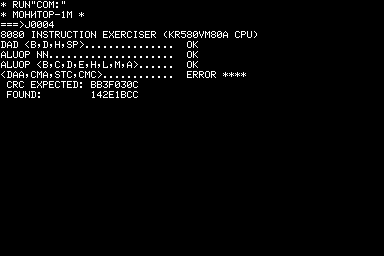 * RUN"COM:"
* МОНИТОР-1М *
===>J0004
8080 INSTRUCTION EXERCISER (KR580VM80A CPU)
DAD <B,D,H,SP>............... OK
ALUOP NN..................... OK
ALUOP <B,C,D,E,H,L,M,A>...... OK
<DAA,CMA,STC,CMC>............ ERROR ****
CRC EXPECTED: BB3F030C
FOUND: 142E1BCC